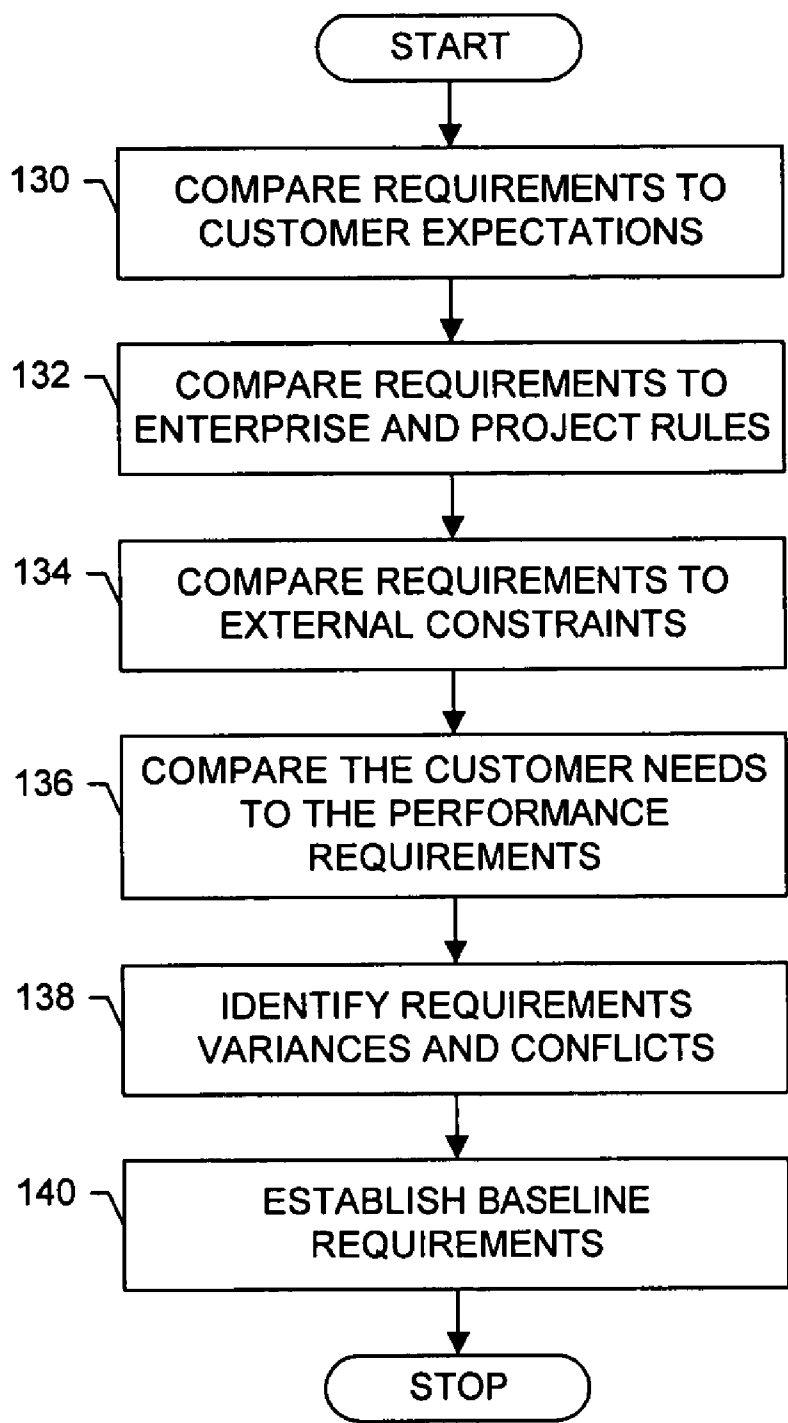 START
130
COMPARE REQUIREMENTS TO
CUSTOMER EXPECTATIONS
132
COMPARE REQUIREMENTS TO
ENTERPRISE AND PROJECT RULES
134
COMPARE REQUIREMENTS TO
EXTERNAL CONSTRAINTS
136
COMPARE THE CUSTOMER NEEDS
TO THE PERFORMANCE
REQUIREMENTS
138
IDENTIFY REQUIREMENTS
VARIANCES AND CONFLICTS
140
ESTABLISH BASELINE
REQUIREMENTS
STOP